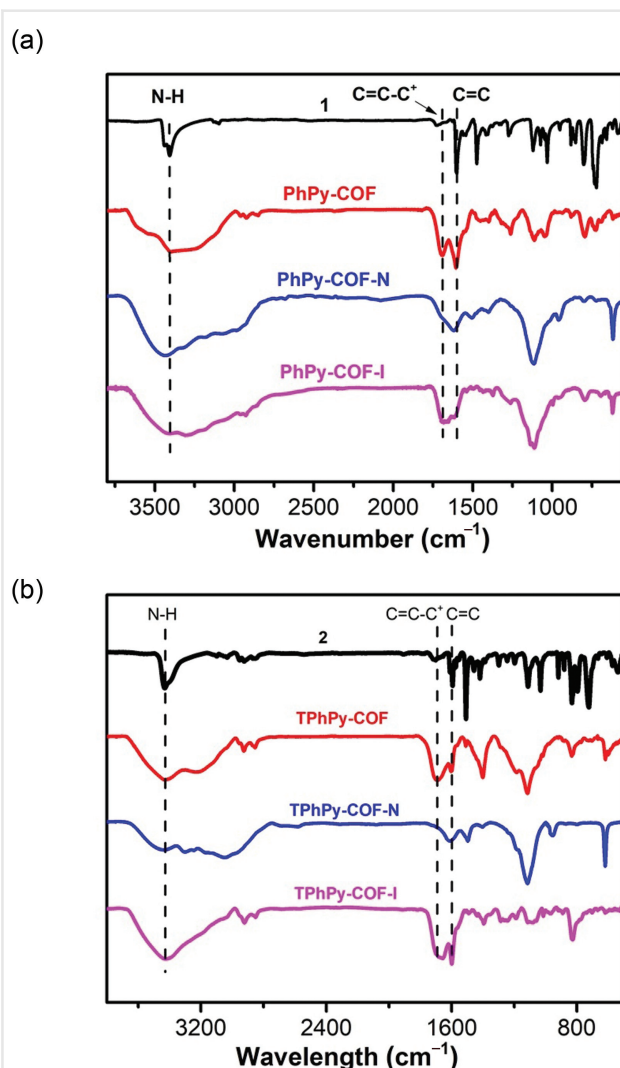 (a)
N-H
1
C=C-C⁺
C=C
PhPy-COF
PhPy-COF-N
PhPy-COF-I
3500 3000 2500 2000 1500 1000
Wavenumber (cm⁻¹)
(b)
N-H
2
C=C-C⁺ C=C
TPhPy-COF
TPhPy-COF-N
TPhPy-COF-I
3200 2400 1600 800
Wavelength (cm⁻¹)